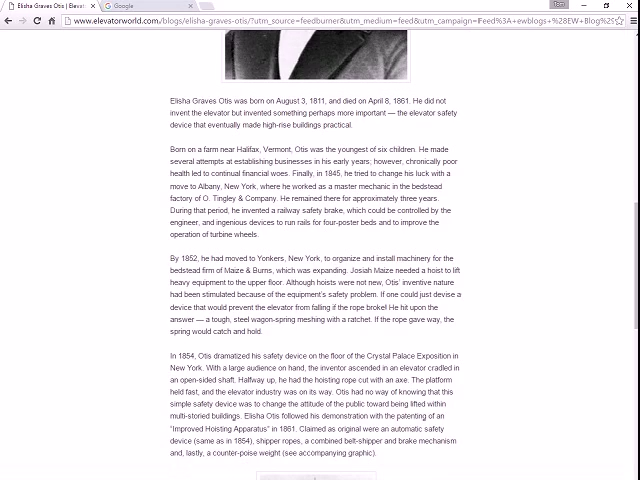 Elisha Graves Otis | Elevat
Google
Tom
www.elevatorworld.com/blogs/elisha-graves-otis/?utm_source=feedburner&utm_medium=feed&utm_campaign=Feed%3A+ewblogs+%28EW+Blog%29
Elisha Graves Otis was born on August 3, 1811, and died on April 8, 1861. He did not
invent the elevator but invented something perhaps more important — the elevator safety
device that eventually made high-rise buildings practical.
Born on a farm near Halifax, Vermont, Otis was the youngest of six children. He made
several attempts at establishing businesses in his early years; however, chronically poor
health led to continual financial woes. Finally, in 1845, he tried to change his luck with a
move to Albany, New York, where he worked as a master mechanic in the bedstead
factory of O. Tingley & Company. He remained there for approximately three years.
During that period, he invented a railway safety brake, which could be controlled by the
engineer, and ingenious devices to run rails for four-poster beds and to improve the
operation of turbine wheels.
By 1852, he had moved to Yonkers, New York, to organize and install machinery for the
bedstead firm of Maize & Burns, which was expanding. Josiah Maize needed a hoist to lift
heavy equipment to the upper floor. Although hoists were not new, Otis' inventive nature
had been stimulated because of the equipment's safety problem. If one could just devise a
device that would prevent the elevator from falling if the rope broke! He hit upon the
answer — a tough, steel wagon-spring meshing with a ratchet. If the rope gave way, the
spring would catch and hold.
In 1854, Otis dramatized his safety device on the floor of the Crystal Palace Exposition in
New York. With a large audience on hand, the inventor ascended in an elevator cradled in
an open-sided shaft. Halfway up, he had the hoisting rope cut with an axe. The platform
held fast, and the elevator industry was on its way. Otis had no way of knowing that this
simple safety device was to change the attitude of the public toward being lifted within
multi-storied buildings. Elisha Otis followed his demonstration with the patenting of an
"Improved Hoisting Apparatus" in 1861. Claimed as original were an automatic safety
device (same as in 1854), shipper ropes, a combined belt-shipper and brake mechanism
and, lastly, a counter-poise weight (see accompanying graphic).